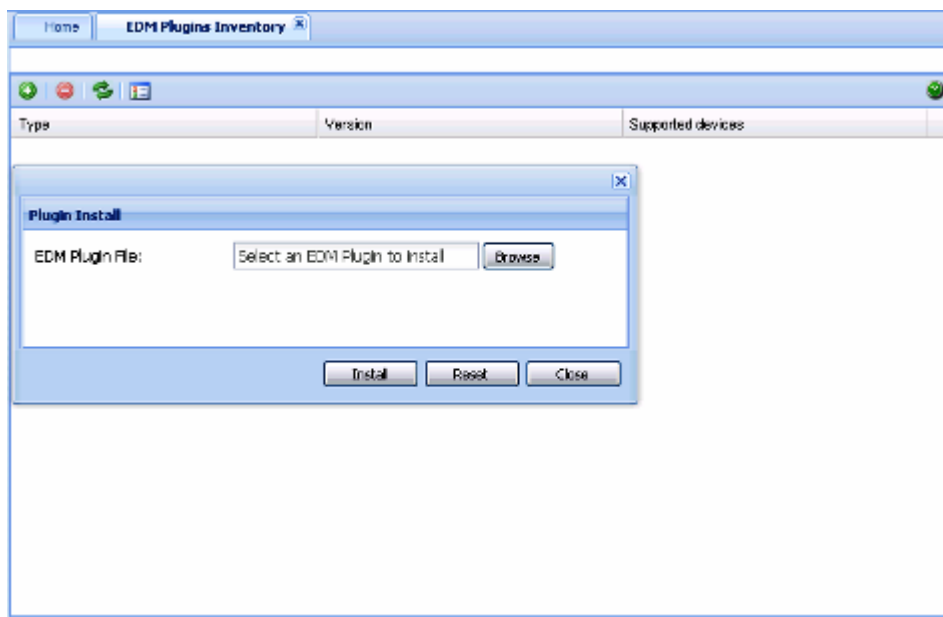 Home EDM Plugins Inventory
Type Version Supported devices
Plugin Install
EDM Plugin File: Select an EDM Plugin to Install Browse
Install Reset Close